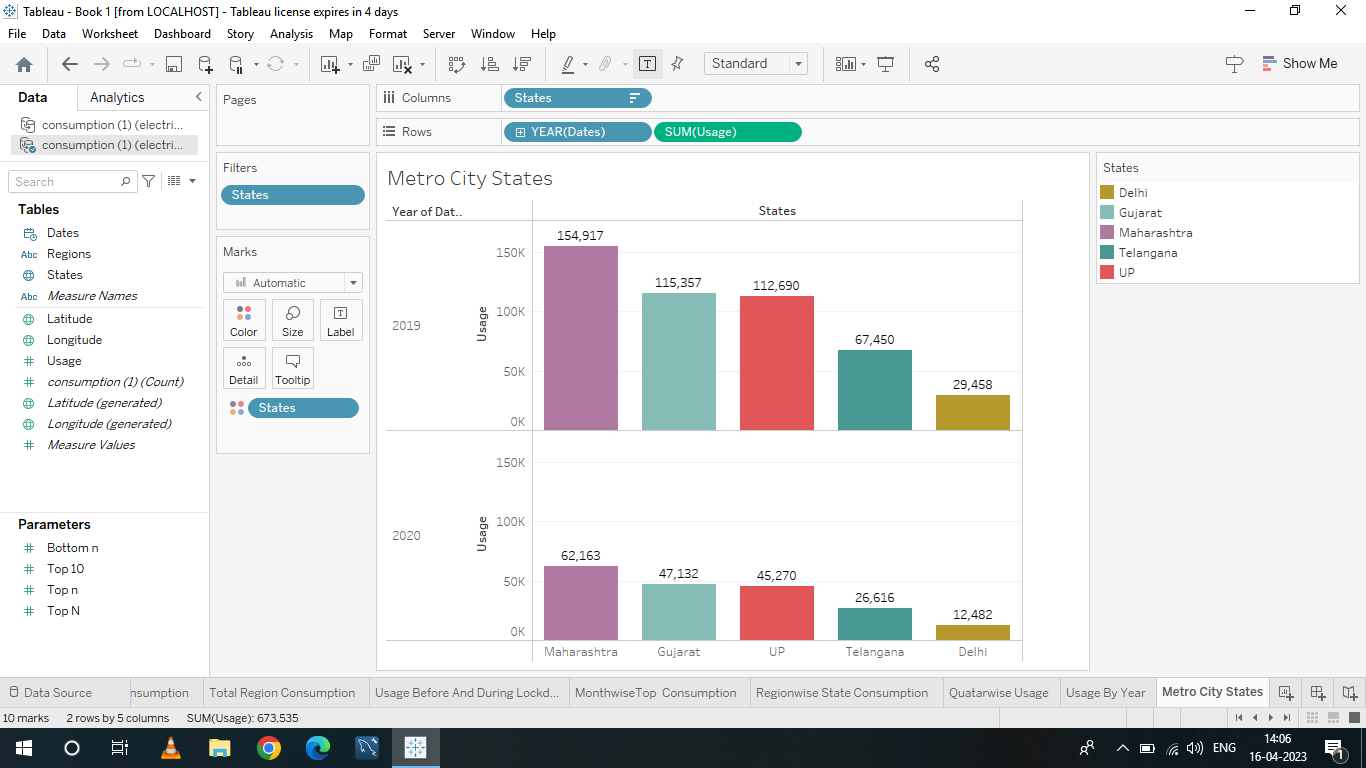 Tableau - Book 1 [from LOCALHOST] - Tableau license expires in 4 days
File Data Worksheet Dashboard Story Analysis Map Format Server Window Help
Standard
Show Me
Data Analytics
consumption (1) (electri...
consumption (1) (electri...
Search
Tables
Dates
Abc Regions
States
Abc Measure Names
Latitude
Longitude
Usage
consumption (1) (Count)
Latitude (generated)
Longitude (generated)
Measure Values
Parameters
Bottom n
Top 10
Top n
Top N
Pages
Filters
States
Marks
Automatic
Color Size Label
Detail Tooltip
States
Columns States
Rows YEAR(Dates) SUM(Usage)
Metro City States
Year of Dat..
States
2019
Usage
150K
100K
50K
0K
154,917
115,357
112,690
67,450
29,458
2020
Usage
150K
100K
50K
0K
62,163
47,132
45,270
26,616
12,482
Maharashtra Gujarat UP Telangana Delhi
States
Delhi
Gujarat
Maharashtra
Telangana
UP
Data Source nsumption Total Region Consumption Usage Before And During Lockd... MonthwiseTop Consumption Regionwise State Consumption Quatarwise Usage Usage By Year Metro City States
10 marks 2 rows by 5 columns SUM(Usage): 673,535
ENG
14:06
16-04-2023
1